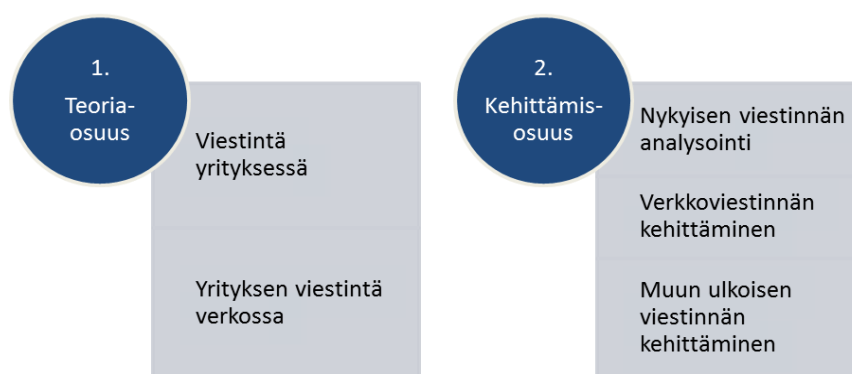 1.
Teoria-
osuus
Viestintä
yrityksessä
Yrityksen viestintä
verkossa
2.
Kehittämis-
osuus
Nykyisen viestinnän
analysointi
Verkkoviestinnän
kehittäminen
Muun ulkoisen
viestinnän
kehittäminen